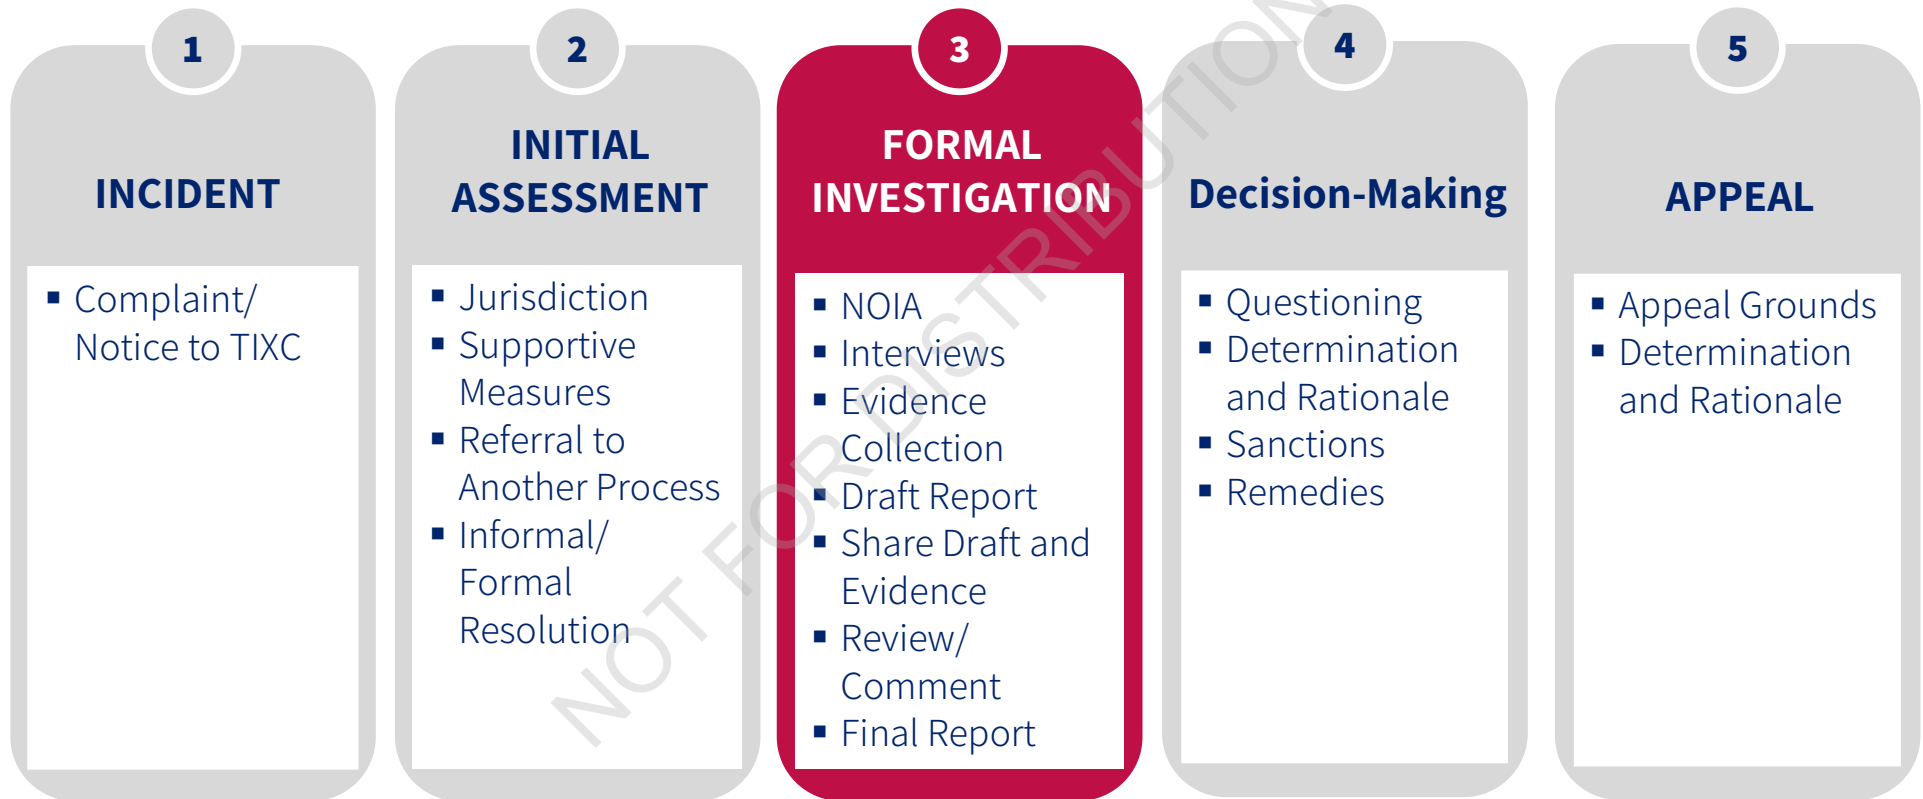 1
INCIDENT
▪ Complaint/
Notice to TIXC
2
INITIAL
ASSESSMENT
▪ Jurisdiction
▪ Supportive
Measures
▪ Referral to
Another Process
▪ Informal/
Formal
Resolution
3
FORMAL
INVESTIGATION
▪ NOIA
▪ Interviews
▪ Evidence
Collection
▪ Draft Report
▪ Share Draft and
Evidence
▪ Review/
Comment
▪ Final Report
4
Decision-Making
▪ Questioning
▪ Determination
and Rationale
▪ Sanctions
▪ Remedies
5
APPEAL
▪ Appeal Grounds
▪ Determination
and Rationale
NOT FOR DISTRIBUTION